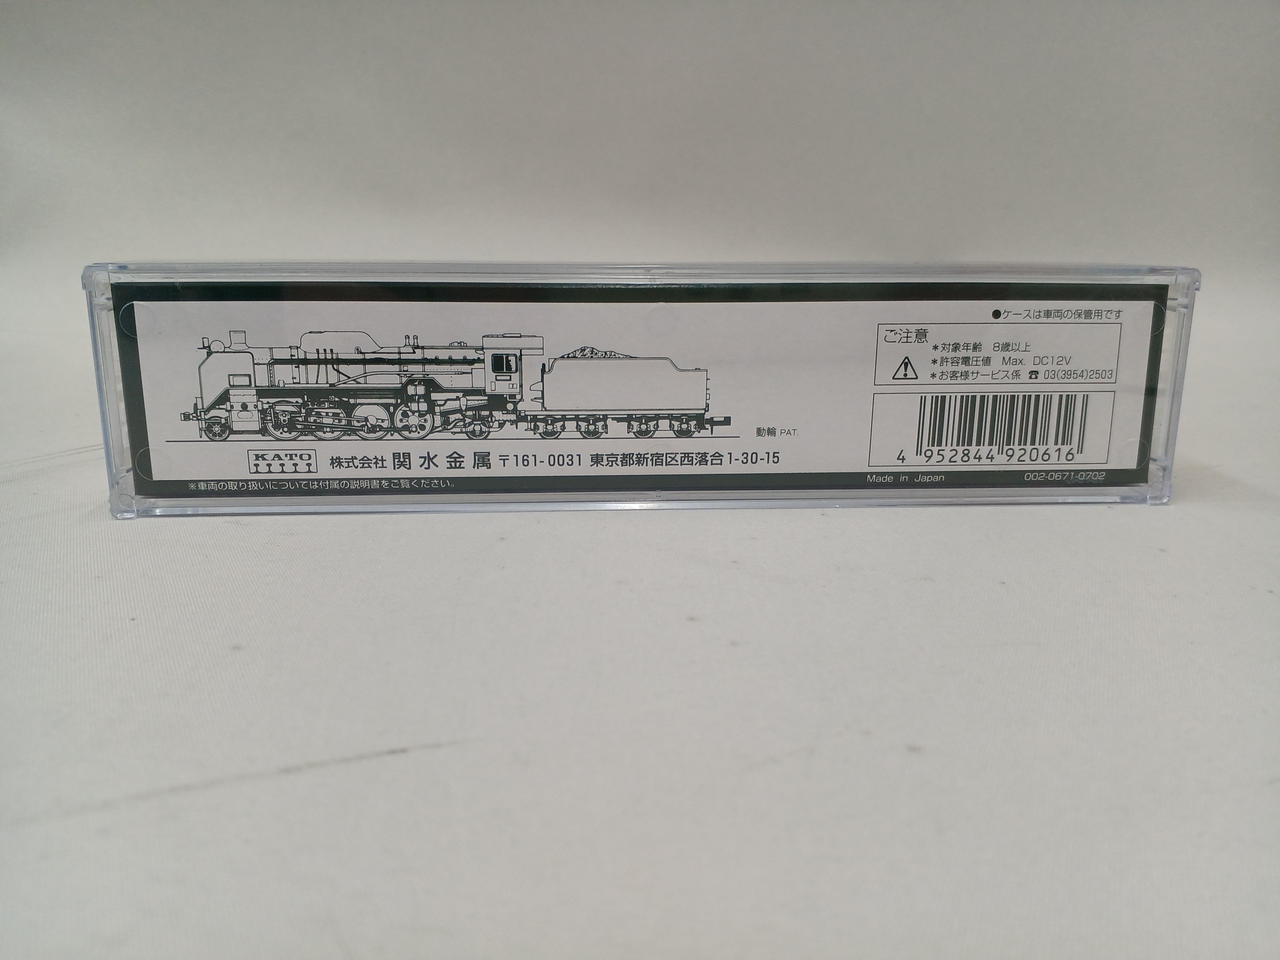 ●ケースは車両の保管用です
ご注意
＊対象年齢 8歳以上
＊許容電圧値 Max. DC12V
＊お客様サービス係 ☎ 03(3954)2503
動輪 PAT.
KATO
株式会社 関水金属 〒161-0031 東京都新宿区西落合1-30-15
4 952844 920616
※車両の取り扱いについては付属の説明書をご覧ください。
Made in Japan 002-0671-0702